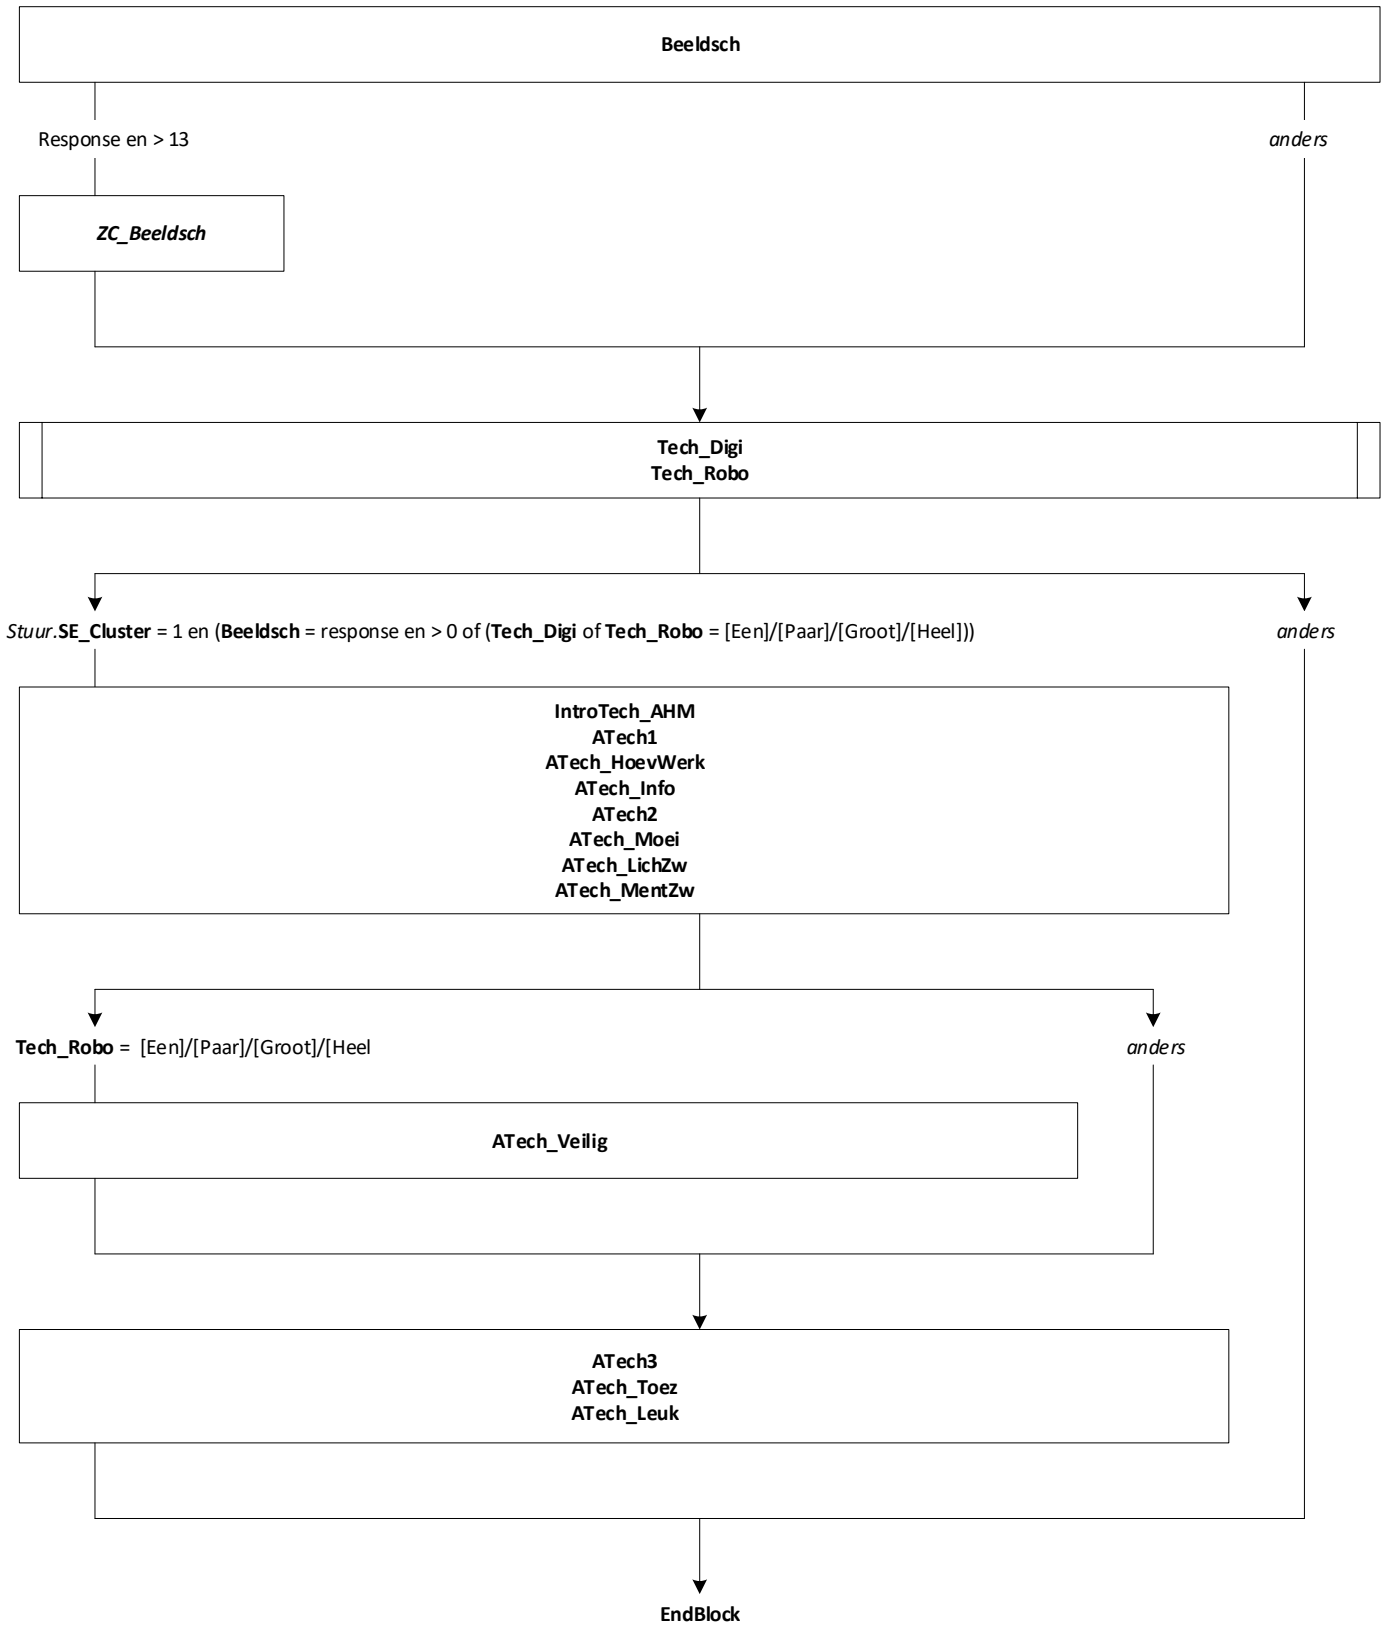 Beeldsch
Response en > 13
anders
ZC_Beeldsch
Tech_Digi
Tech_Robo
Stuur.SE_Cluster = 1 en (Beeldsch = response en > 0 of (Tech_Digi of Tech_Robo = [Een]/[Paar]/[Groot]/[Heel]))
anders
IntroTech_AHM
ATech1
ATech_HoevWerk
ATech_Info
ATech2
ATech_Moei
ATech_LichZw
ATech_MentZw
Tech_Robo = [Een]/[Paar]/[Groot]/[Heel
anders
ATech_Veilig
ATech3
ATech_Toez
ATech_Leuk
EndBlock